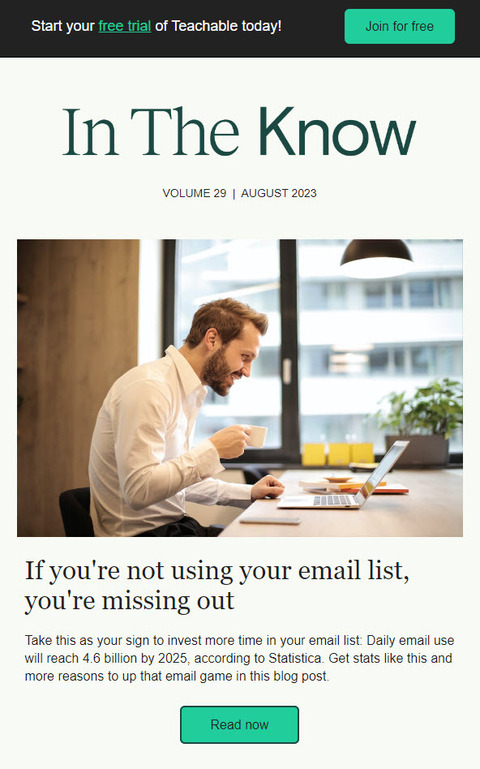 Start your free trial of Teachable today!
Join for free
In The Know
VOLUME 29 | AUGUST 2023
If you're not using your email list,
you're missing out
Take this as your sign to invest more time in your email list: Daily email use
will reach 4.6 billion by 2025, according to Statistica. Get stats like this and
more reasons to up that email game in this blog post.
Read now